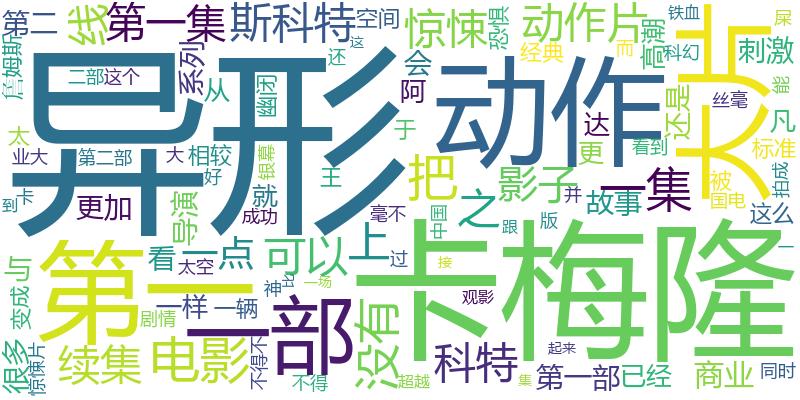 第二
线
第一集
斯科特
空间
惊悚
恐惧
动作片
高潮
铁血
科幻
屎
刺激
詹姆斯
二部
这个
系列
从
幽闭
还
这
会
阿
经典
而
丝毫
能
凡
异形
动作
大片
太
业大
第二部
大
相较
好
银幕
于
达
更
还是
看到
标准
到
卡
更加
导演
就
成功
王
毫不
把
影子
之
一集
故事
并
被
国电
拍成
这么
看
一点
可以
上
中国
跟
版
一
第一
卡梅隆
变成
与
太空
神
比
过
接
一场
观影
一样
一辆
二部
没有
剧情
很多
惊悚片
续集
电影
不得不
不得
超越
科特
集
起来
第一部
已经
商业
同时